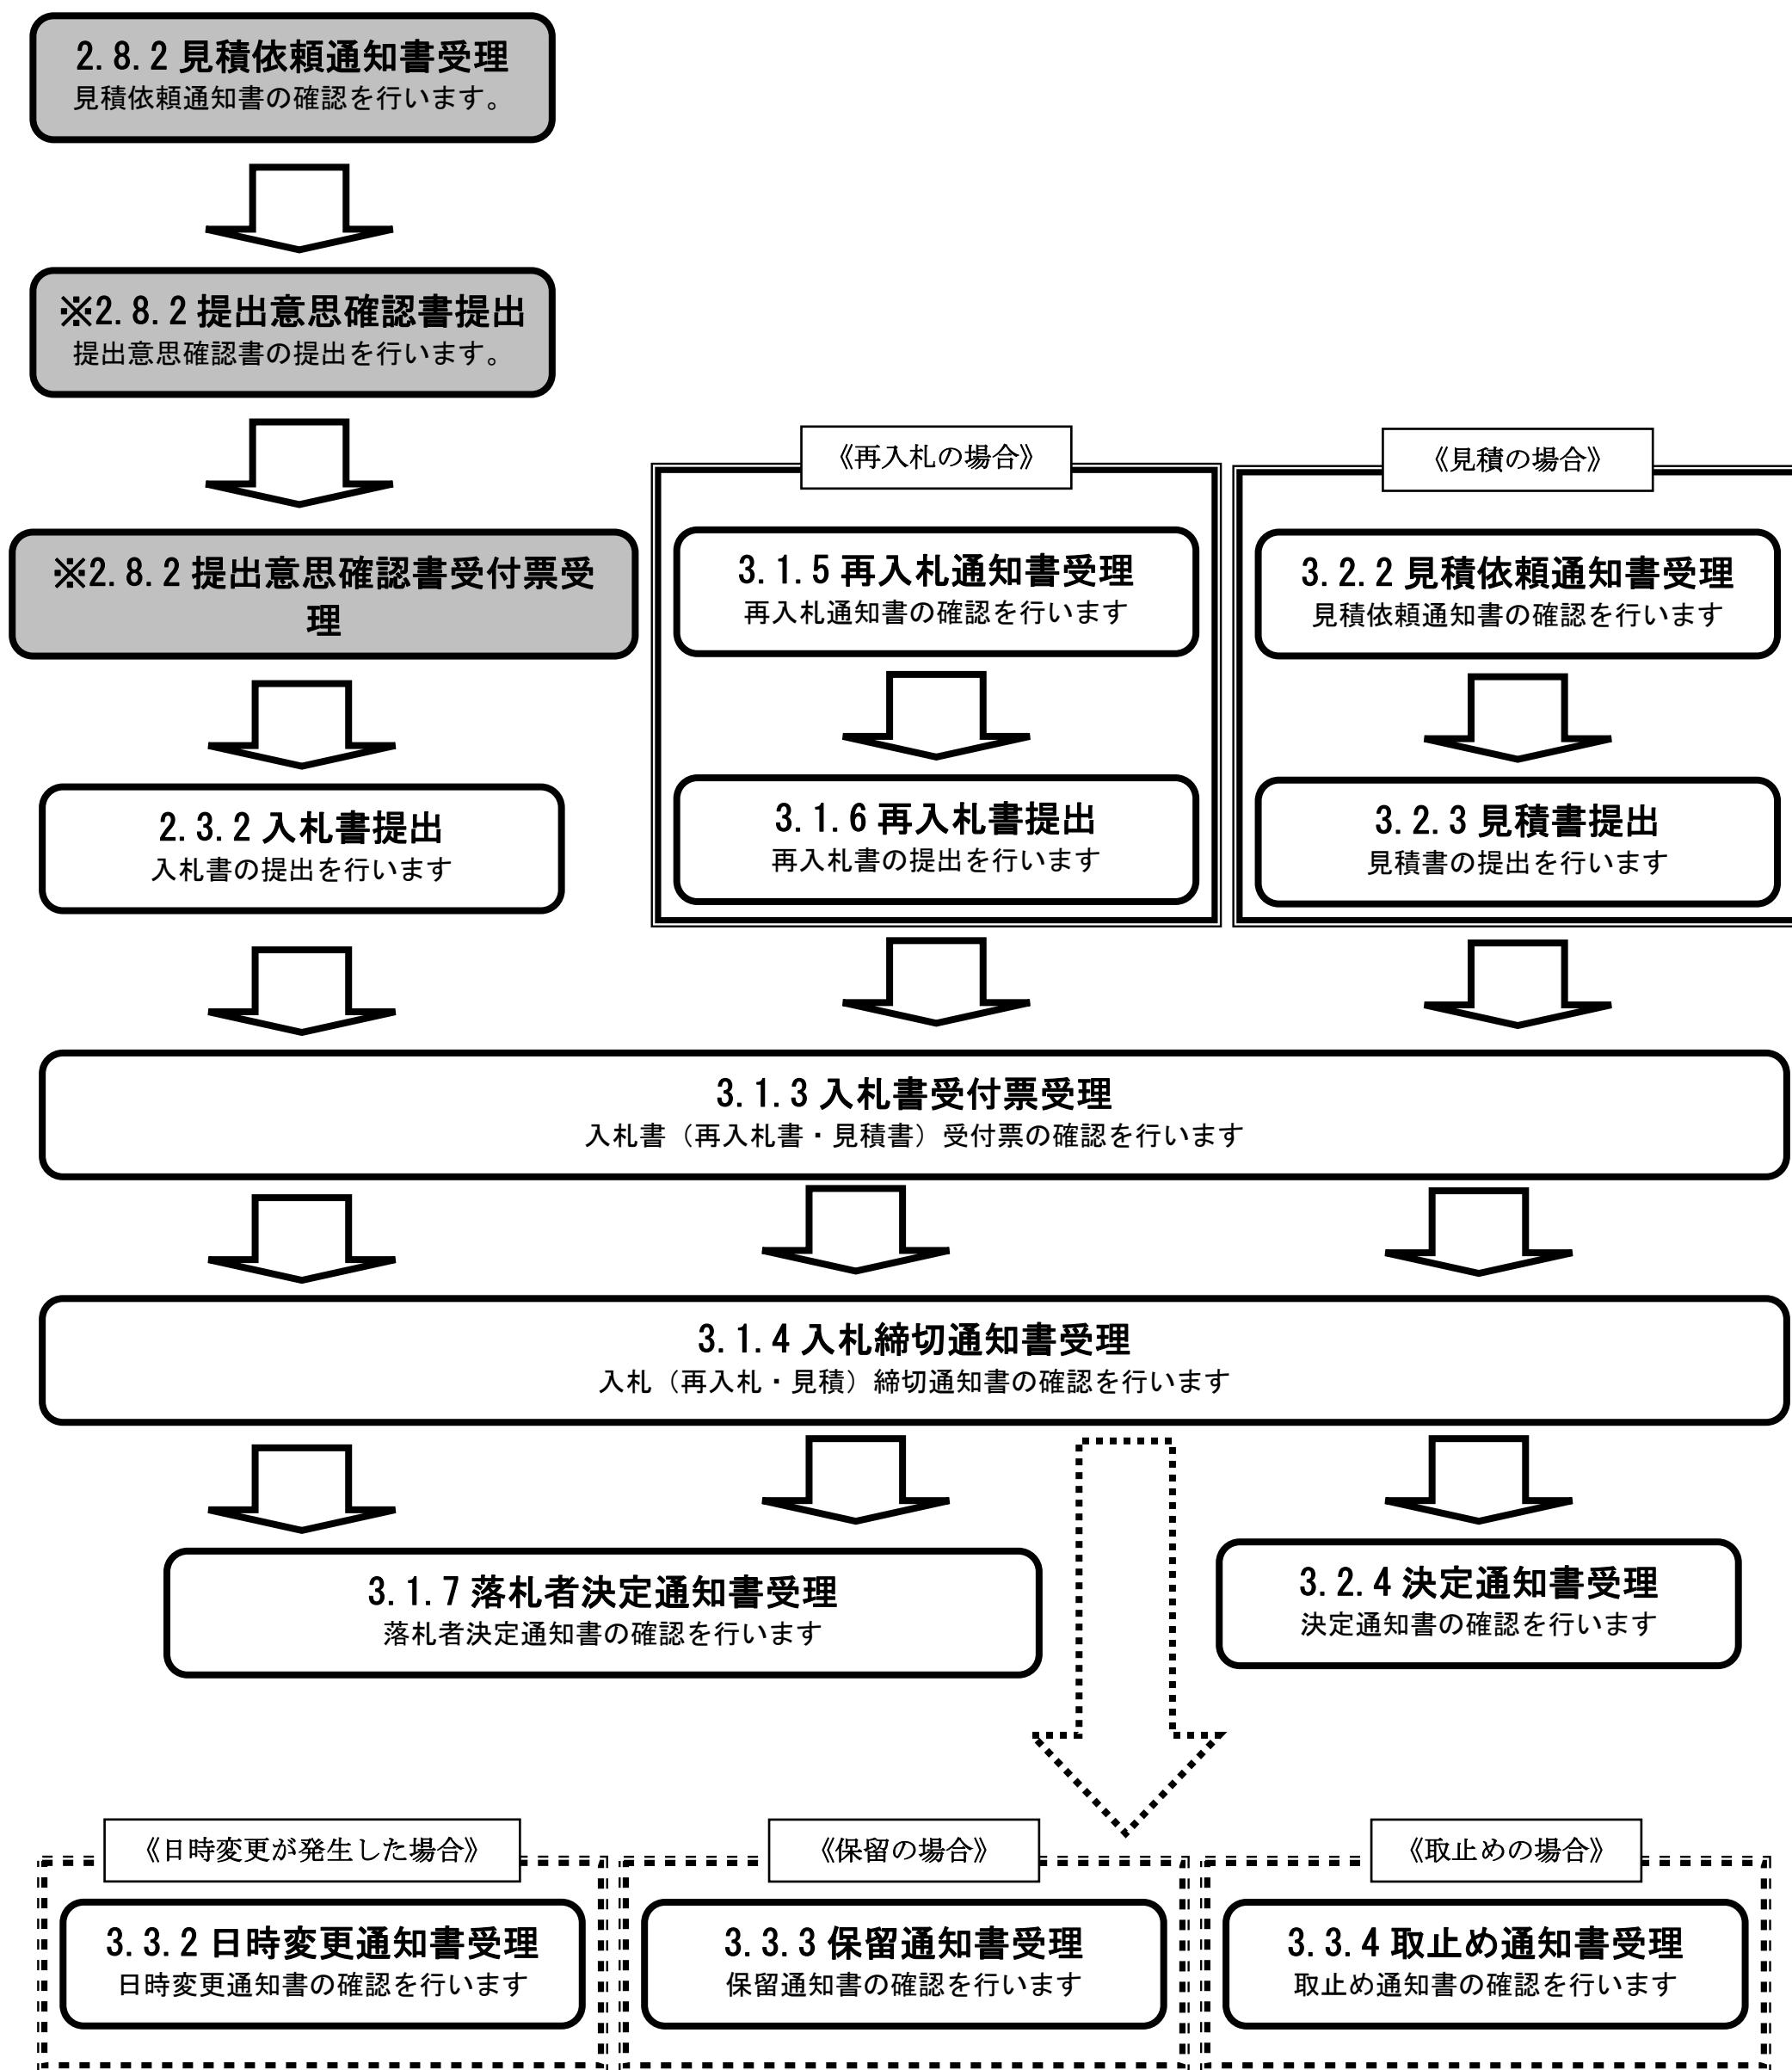 2.8.2 見積依頼通知書受理
見積依頼通知書の確認を行います。
※2.8.2 提出意思確認書提出
提出意思確認書の提出を行います。
※2.8.2 提出意思確認書受付票受
理
2.3.2 入札書提出
入札書の提出を行います
《再入札の場合》
3.1.5 再入札通知書受理
再入札通知書の確認を行います
3.1.6 再入札書提出
再入札書の提出を行います
《見積の場合》
3.2.2 見積依頼通知書受理
見積依頼通知書の確認を行います
3.2.3 見積書提出
見積書の提出を行います
3.1.3 入札書受付票受理
入札書（再入札書・見積書）受付票の確認を行います
3.1.4 入札締切通知書受理
入札（再入札・見積）締切通知書の確認を行います
3.1.7 落札者決定通知書受理
落札者決定通知書の確認を行います
3.2.4 決定通知書受理
決定通知書の確認を行います
《日時変更が発生した場合》
3.3.2 日時変更通知書受理
日時変更通知書の確認を行います
《保留の場合》
3.3.3 保留通知書受理
保留通知書の確認を行います
《取止めの場合》
3.3.4 取止め通知書受理
取止め通知書の確認を行います